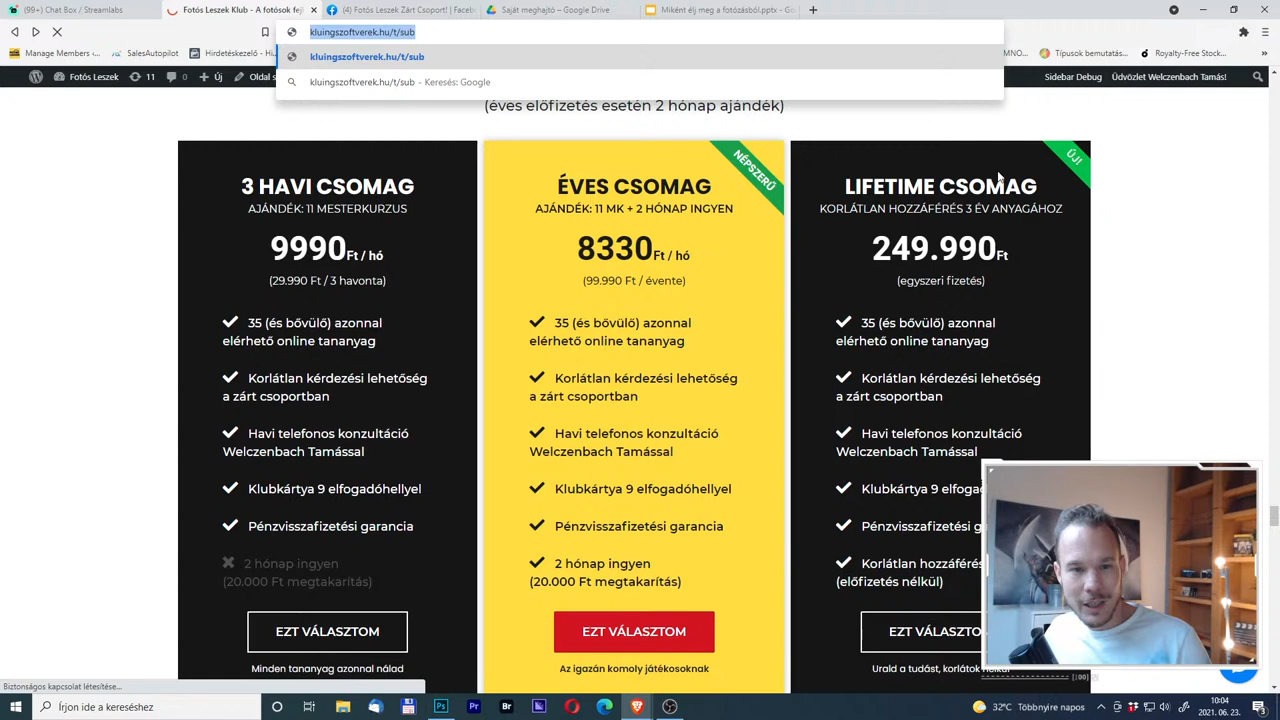 (99+) Chat Box / Streamlabs
Fotós Leszek Klub - A fotósok fejl
(4) Fotós Leszek Zárt Csoport! | Face
Saját meghajtó – Google Drive
Miként élj meg a fotózásból.pptx - G
kluingszoftverek.hu/t/sub
kluingszoftverek.hu/t/sub
kluingszoftverek.hu/t/sub - Keresés: Google
Manage Members ...
SalesAutopilot
Hirdetéskezelő - Hi...
MNO...
Típusok bemutatás...
Royalty-Free Stock...
Fotós Leszek
11
0
Új
Oldal s
Sidebar Debug
Üdvözlet Welczenbach Tamás!
(éves előfizetés esetén 2 hónap ajándék)
3 HAVI CSOMAG
AJÁNDÉK: 11 MESTERKURZUS
9990Ft / hó
(29.990 Ft / 3 havonta)
35 (és bővülő) azonnal
elérhető online tananyag
Korlátlan kérdezési lehetőség
a zárt csoportban
Havi telefonos konzultáció
Welczenbach Tamással
Klubkártya 9 elfogadóhellyel
Pénzvisszafizetési garancia
2 hónap ingyen
(20.000 Ft megtakarítás)
EZT VÁLASZTOM
Minden tananyag azonnal nálad
NÉPSZERŰ
ÉVES CSOMAG
AJÁNDÉK: 11 MK + 2 HÓNAP INGYEN
8330Ft / hó
(99.990 Ft / évente)
35 (és bővülő) azonnal
elérhető online tananyag
Korlátlan kérdezési lehetőség
a zárt csoportban
Havi telefonos konzultáció
Welczenbach Tamással
Klubkártya 9 elfogadóhellyel
Pénzvisszafizetési garancia
2 hónap ingyen
(20.000 Ft megtakarítás)
EZT VÁLASZTOM
Az igazán komoly játékosoknak
ÚJ!
LIFETIME CSOMAG
KORLÁTLAN HOZZÁFÉRÉS 3 ÉV ANYAGÁHOZ
249.990Ft
(egyszeri fizetés)
35 (és bővülő) azonnal
elérhető online tananyag
Korlátlan kérdezési lehetőség
a zárt csoportban
Havi telefonos konzultáció
Welczenbach Tamással
Klubkártya 9 elfoga
Pénzvisszafizetési g
Korlátlan hozzáférés
(előfizetés nélkül)
EZT VÁLASZTO
Urald a tudást, korlátok nélkül
[:00]
Biztonságos kapcsolat létesítése...
Írjon ide a kereséshez
32°C Többnyire napos
10:04
2021. 06. 23.